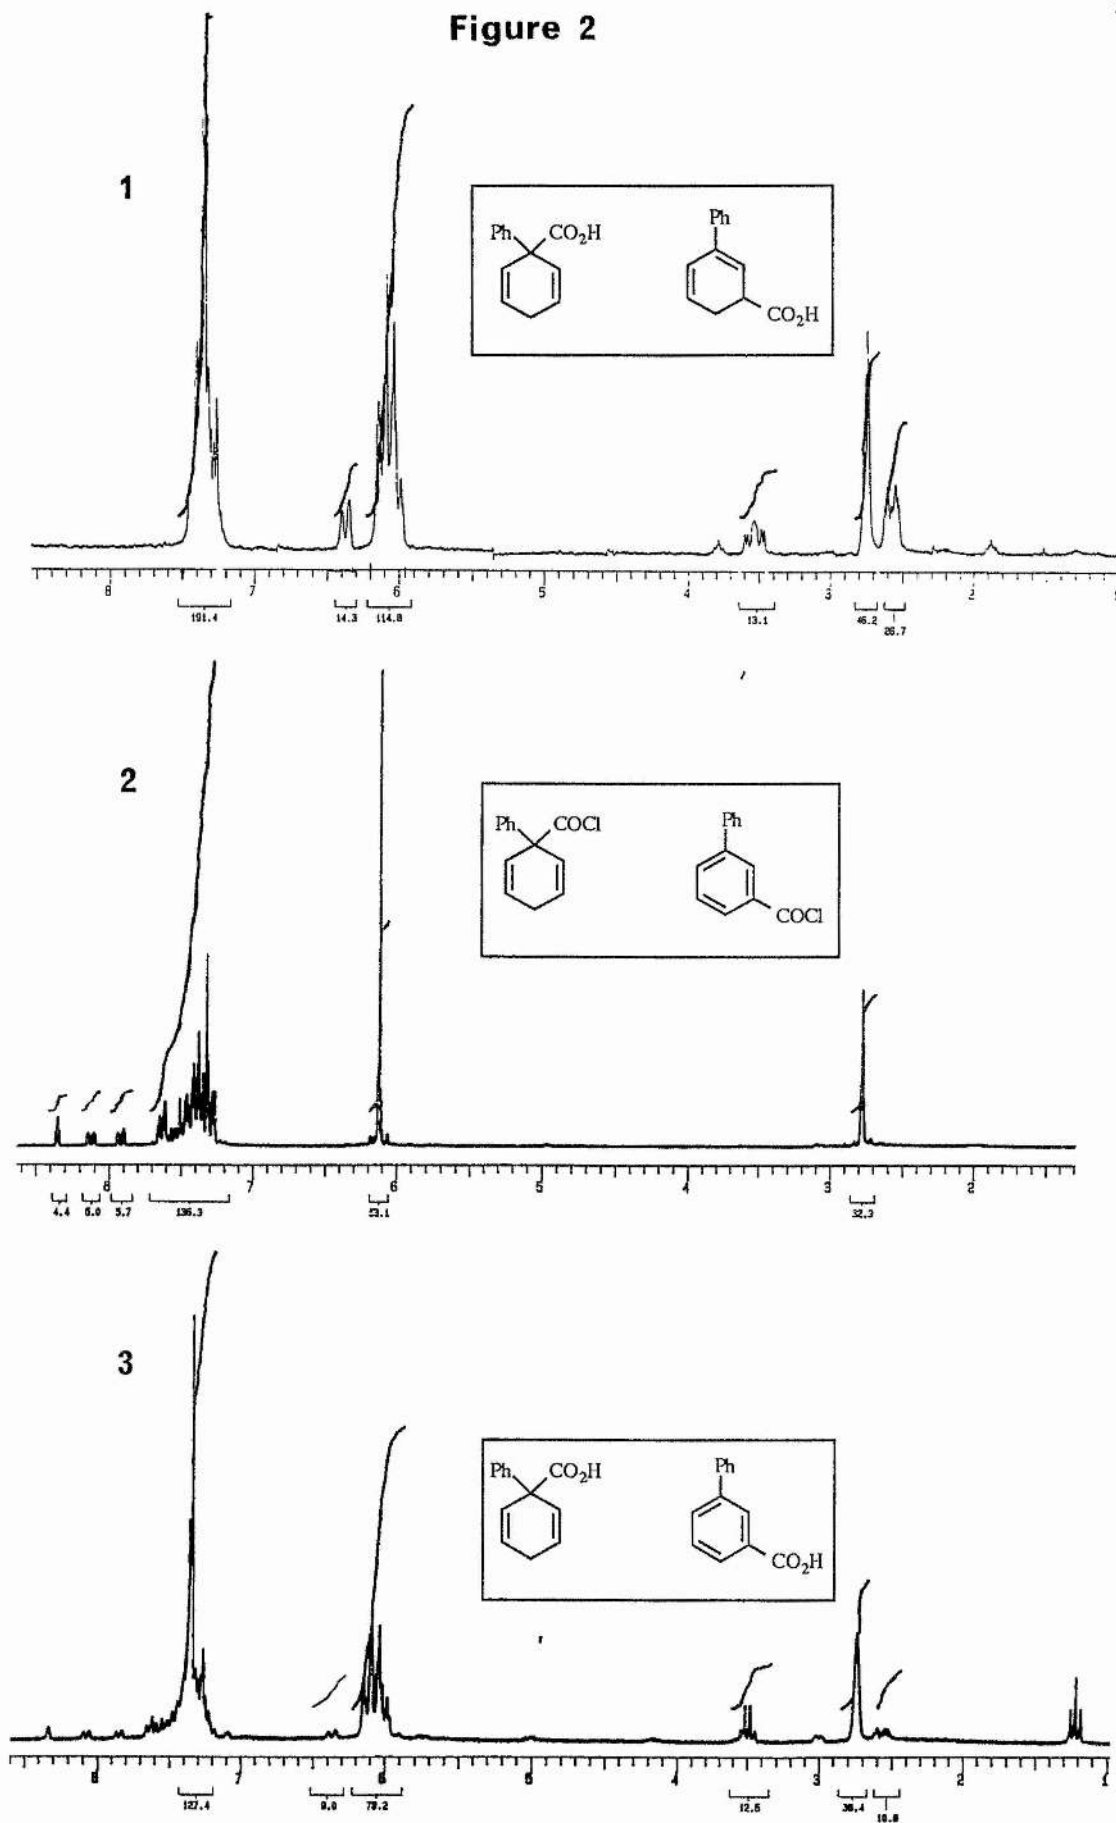 Figure 2
1
Ph CO2H
Ph
CO2H
8 7 6 5 4 3 2
191.4 14.3 114.8 13.1 46.2 26.7
2
Ph COCl
Ph
COCl
8 7 6 5 4 3 2
4.4 5.7 136.3 32.3
3
Ph CO2H
Ph
CO2H
8 7 6 5 4 3 2 1
127.4 12.5